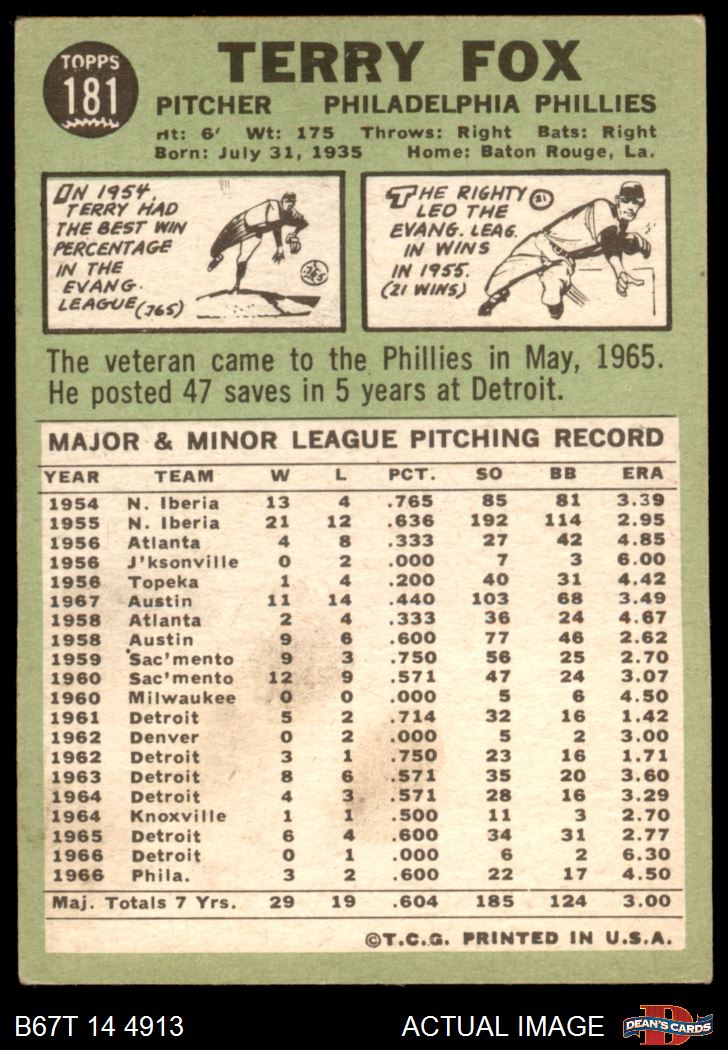 TOPPS
181
TERRY FOX
PITCHER PHILADELPHIA PHILLIES
Ht: 6' Wt: 175 Throws: Right Bats: Right
Born: July 31, 1935 Home: Baton Rouge, La.
IN 1954,
TERRY HAD
THE BEST WIN
PERCENTAGE
IN THE
EVANG.
LEAGUE (.765)
.765
THE RIGHTY
LED THE
EVANG. LEAG.
IN WINS
IN 1955.
(21 WINS)
21
The veteran came to the Phillies in May, 1965.
He posted 47 saves in 5 years at Detroit.
MAJOR & MINOR LEAGUE PITCHING RECORD
YEAR TEAM W L PCT. SO BB ERA
1954 N. Iberia 13 4 .765 85 81 3.39
1955 N. Iberia 21 12 .636 192 114 2.95
1956 Atlanta 4 8 .333 27 42 4.85
1956 J'ksonville 0 2 .000 7 3 6.00
1956 Topeka 1 4 .200 40 31 4.42
1967 Austin 11 14 .440 103 68 3.49
1958 Atlanta 2 4 .333 36 24 4.67
1958 Austin 9 6 .600 77 46 2.62
1959 Sac'mento 9 3 .750 56 25 2.70
1960 Sac'mento 12 9 .571 47 24 3.07
1960 Milwaukee 0 0 .000 5 6 4.50
1961 Detroit 5 2 .714 32 16 1.42
1962 Denver 0 2 .000 5 2 3.00
1962 Detroit 3 1 .750 23 16 1.71
1963 Detroit 8 6 .571 35 20 3.60
1964 Detroit 4 3 .571 28 16 3.29
1964 Knoxville 1 1 .500 11 3 2.70
1965 Detroit 6 4 .600 34 31 2.77
1966 Detroit 0 1 .000 6 2 6.30
1966 Phila. 3 2 .600 22 17 4.50
Maj. Totals 7 Yrs. 29 19 .604 185 124 3.00
©T.C.G. PRINTED IN U.S.A.
B67T 14 4913 ACTUAL IMAGE
D
DEAN'S CARDS